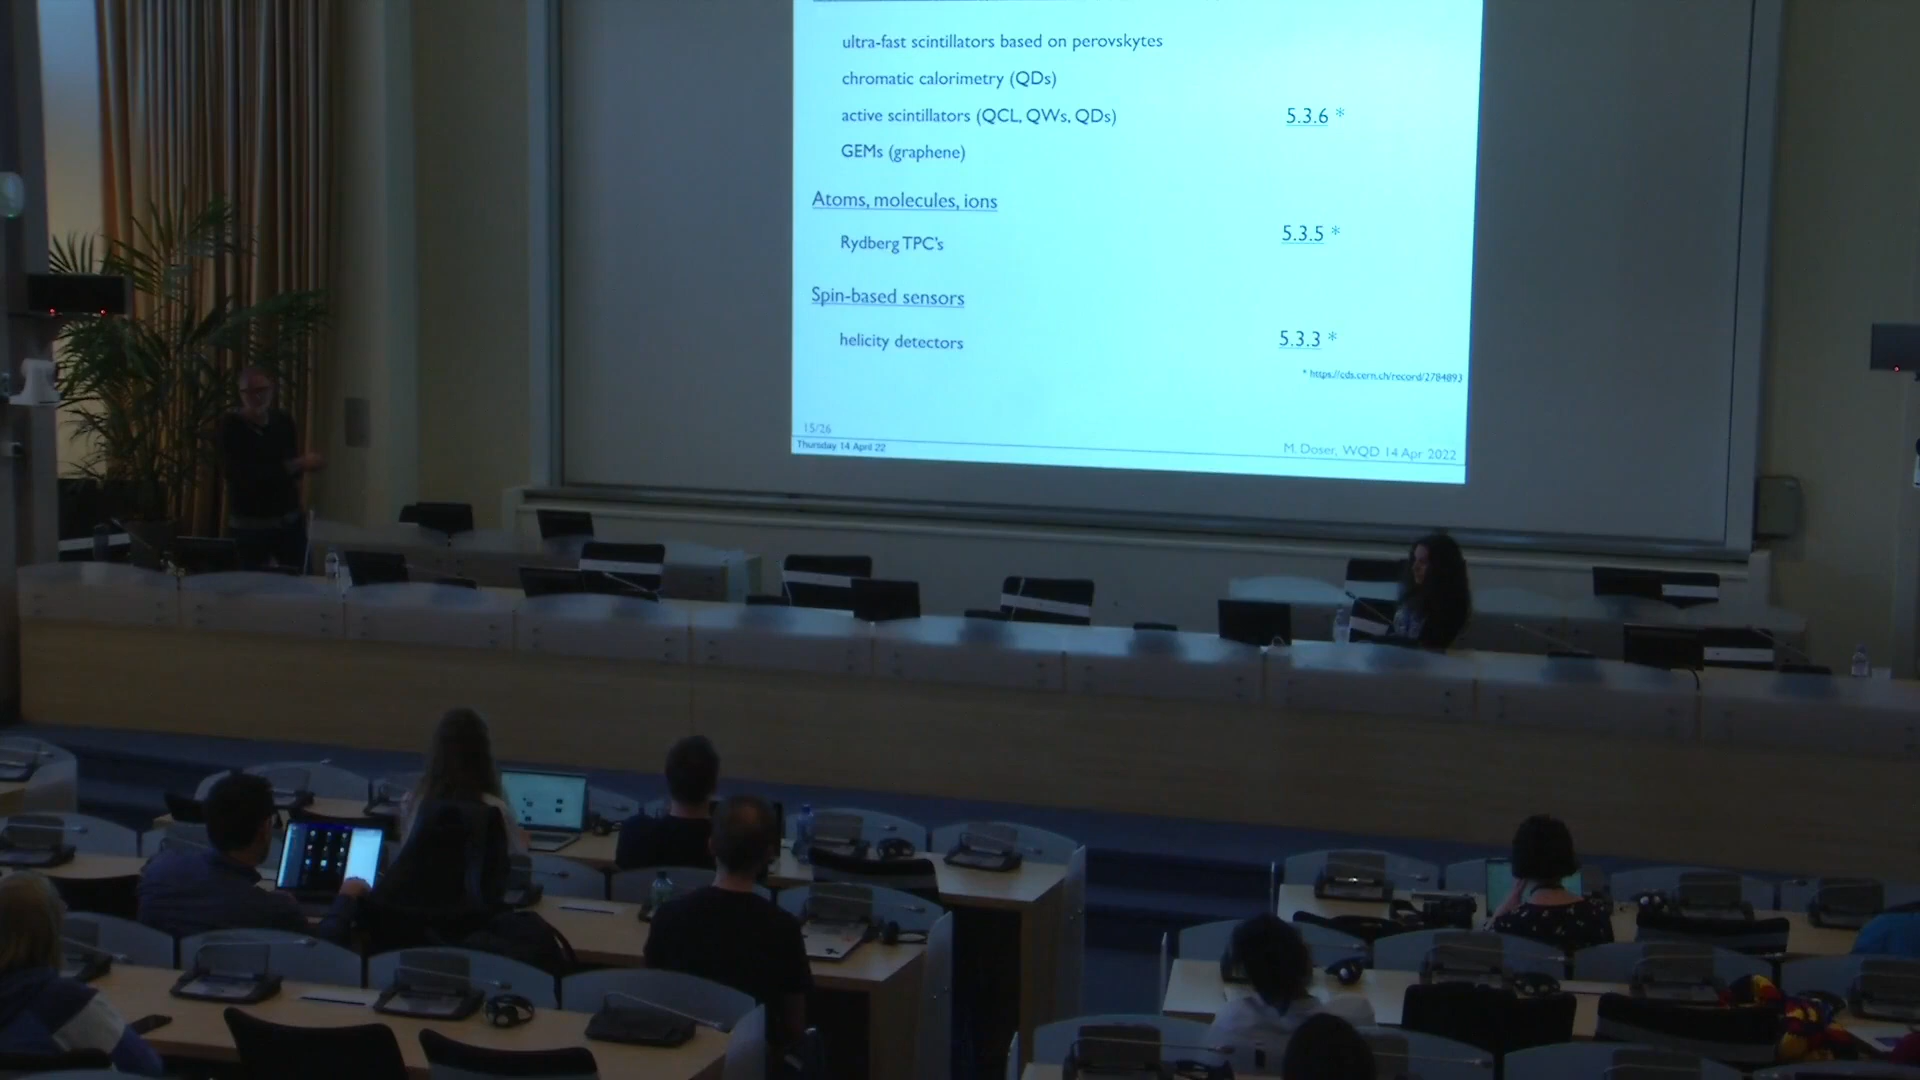 ultra-fast scintillators based on perovskytes
chromatic calorimetry (QDs)
active scintillators (QCL, QWs, QDs) 5.3.6 *
GEMs (graphene)
Atoms, molecules, ions
Rydberg TPC's 5.3.5 *
Spin-based sensors
helicity detectors 5.3.3 *
* https://cds.cern.ch/record/2784893
15/26
Thursday 14 April 22
M. Doser, WQD 14 Apr 2022